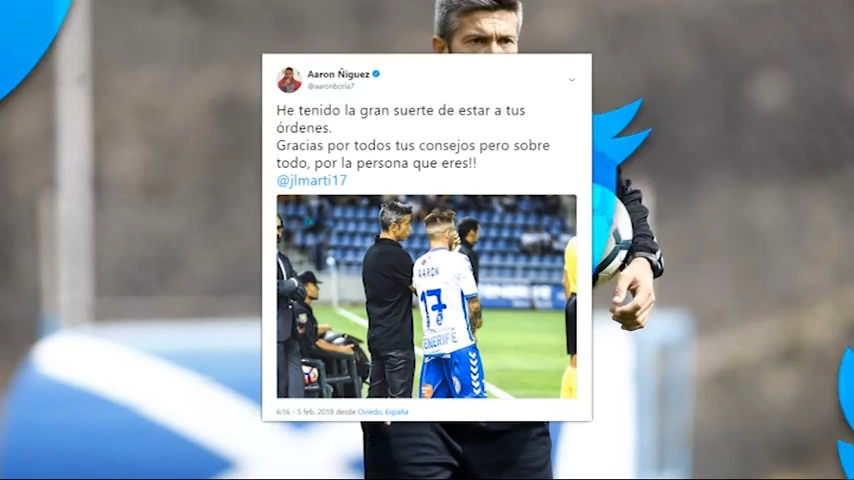 Aaron Ñiguez
@aaronboria7
He tenido la gran suerte de estar a tus
órdenes.
Gracias por todos tus consejos pero sobre
todo, por la persona que eres!!
@jlmarti17
AARON
17
ENERIFE
6:16 - 5 feb. 2018 desde Oviedo, España